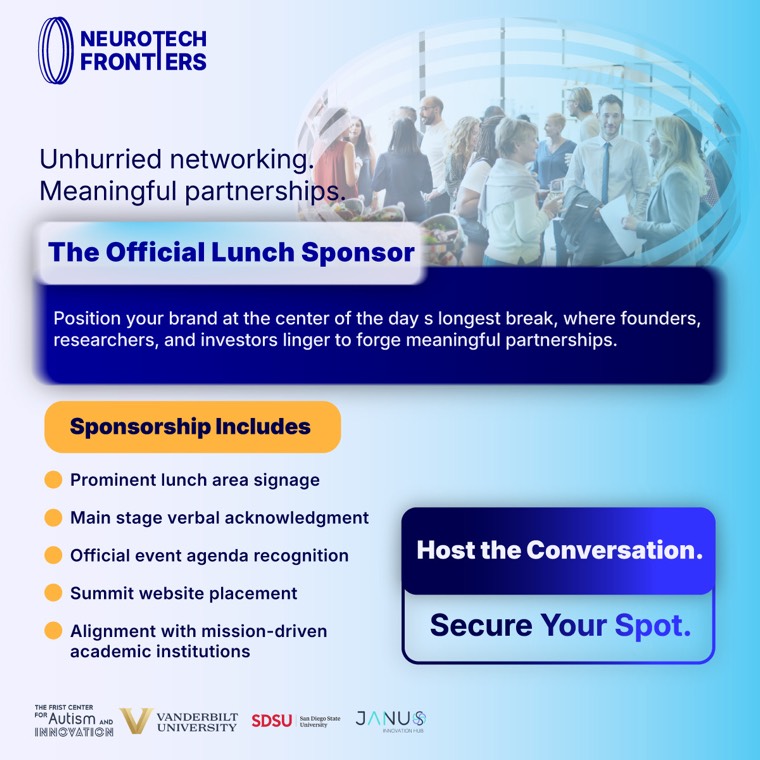 NEUROTECH
FRONTIERS
Unhurried networking.
Meaningful partnerships.
The Official Lunch Sponsor
Position your brand at the center of the day s longest break, where founders,
researchers, and investors linger to forge meaningful partnerships.
Sponsorship Includes
Prominent lunch area signage
Main stage verbal acknowledgment
Official event agenda recognition
Summit website placement
Alignment with mission-driven
academic institutions
Host the Conversation.
Secure Your Spot.
THE FRIST CENTER
FOR Autism AND
INNOVATION
VANDERBILT
UNIVERSITY
SDSU San Diego State
University
JANUS
INNOVATION HUB